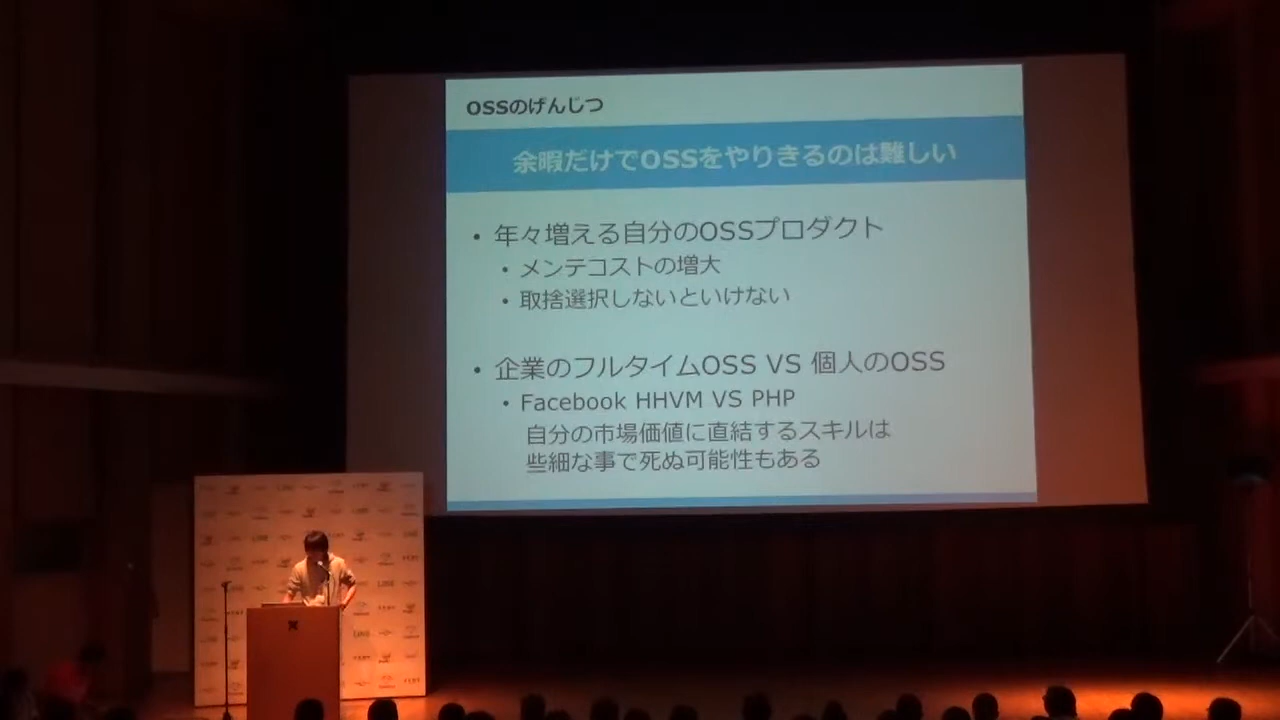 OSSのげんじつ
余暇だけでOSSをやりきるのは難しい
• 年々増える自分のOSSプロダクト
• メンテコストの増大
• 取捨選択しないといけない
• 企業のフルタイムOSS VS 個人のOSS
• Facebook HHVM VS PHP
自分の市場価値に直結するスキルは
些細な事で死ぬ可能性もある